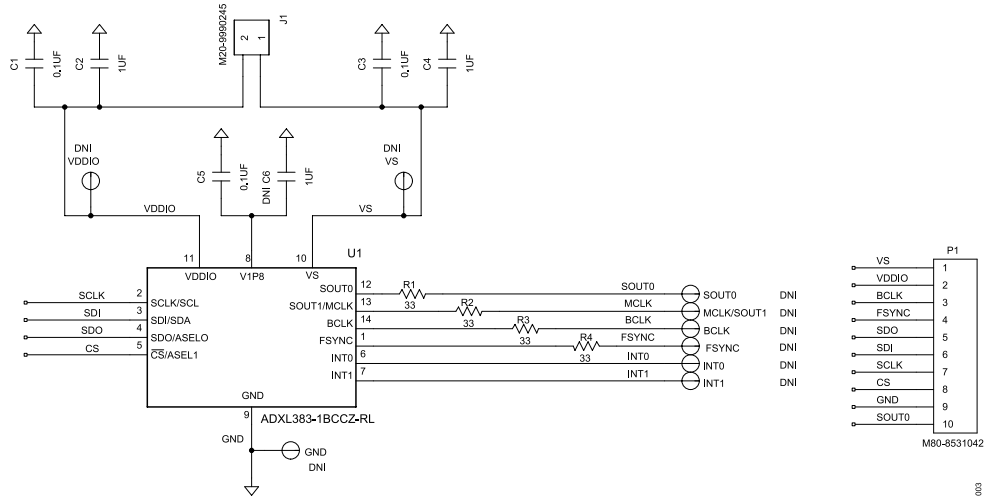 J1
M20-9990245
2
1
C1
0.1UF
C2
1UF
C3
0.1UF
C4
1UF
DNI
VDDIO
C5
0.1UF
DNI C6
1UF
DNI
VS
VDDIO
VS
11
8
10
U1
VDDIO
V1P8
VS
SCLK
2
SCLK/SCL
SDI
3
SDI/SDA
SDO
4
SDO/ASELO
CS
5
CS/ASEL1
SOUT0
12
R1
33
SOUT0
SOUT0
DNI
SOUT1/MCLK
13
R2
33
MCLK
MCLK/SOUT1
DNI
BCLK
14
R3
33
BCLK
BCLK
DNI
FSYNC
1
R4
33
FSYNC
FSYNC
DNI
INT0
6
INT0
INT0
DNI
INT1
7
INT1
INT1
DNI
GND
9
ADXL383-1BCCZ-RL
GND
GND
DNI
P1
VS
1
VDDIO
2
BCLK
3
FSYNC
4
SDO
5
SDI
6
SCLK
7
CS
8
GND
9
SOUT0
10
M80-8531042
003